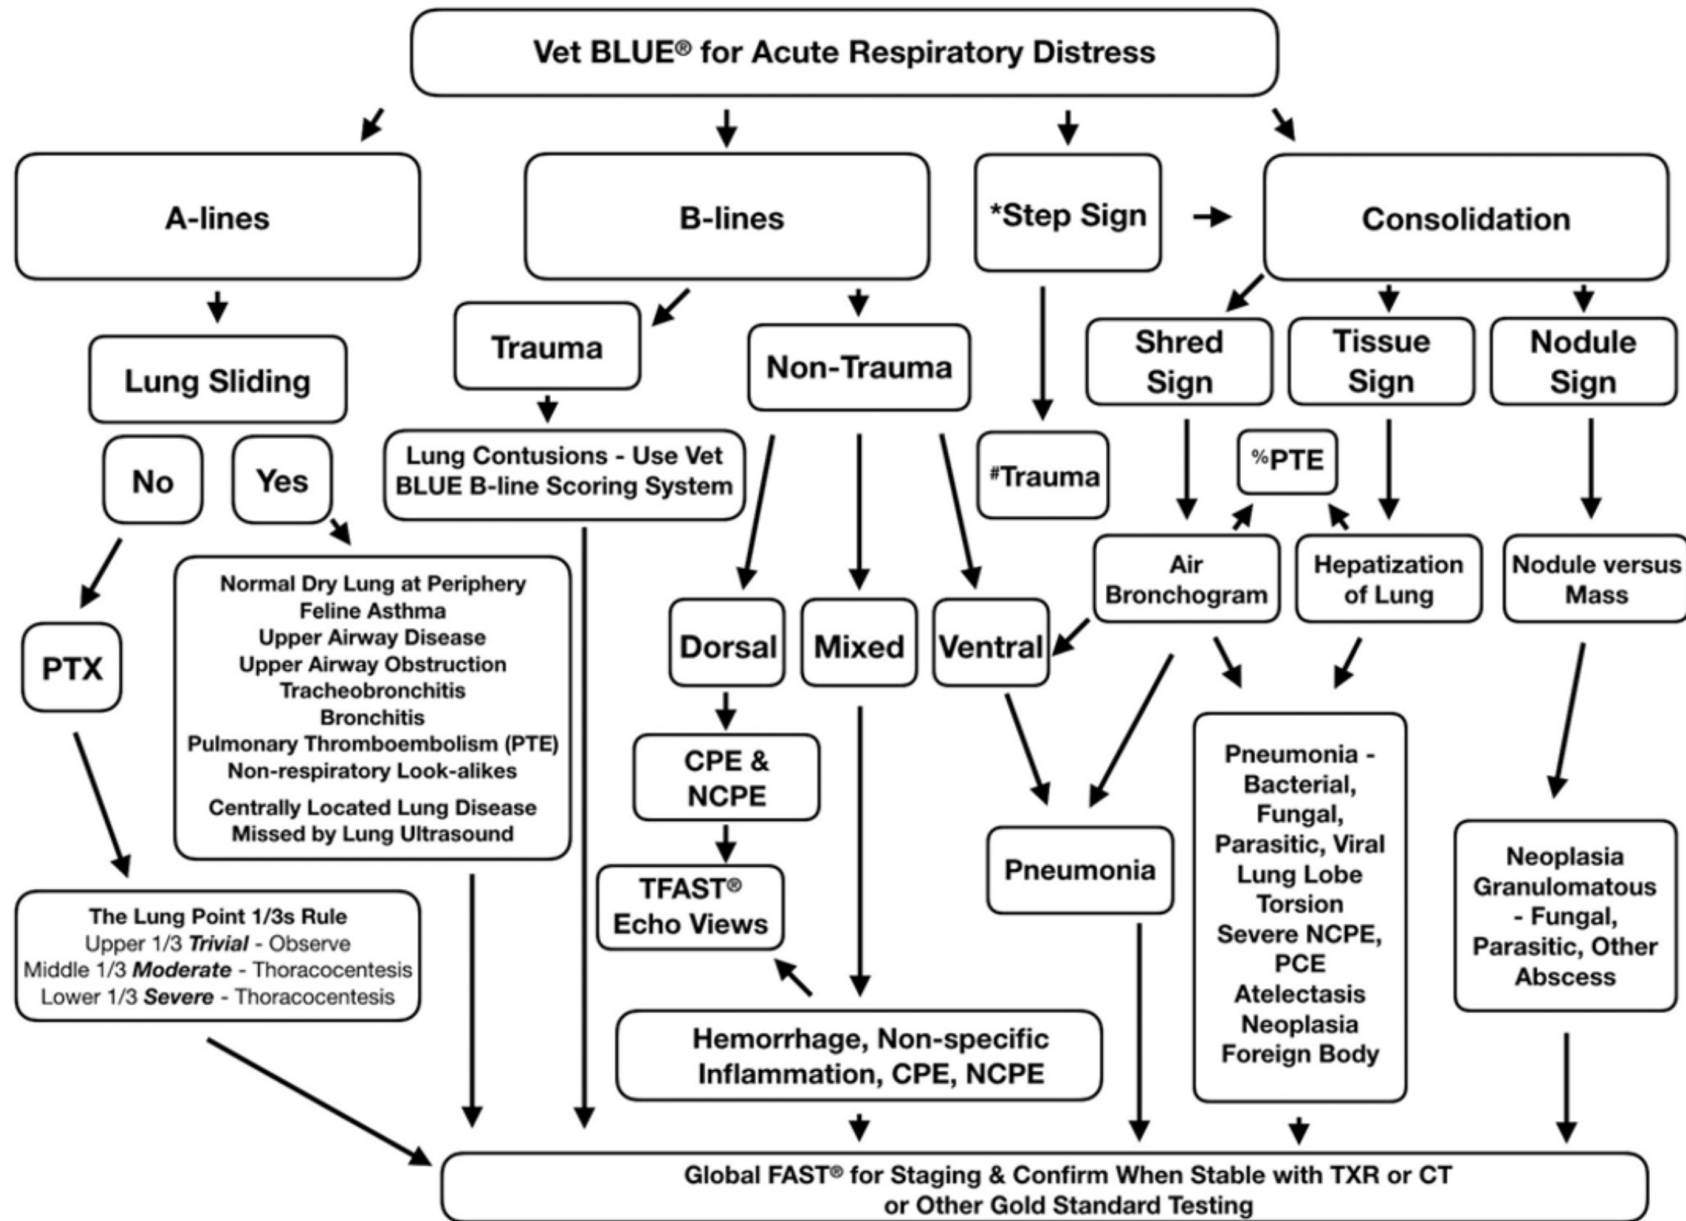 Vet BLUE® for Acute Respiratory Distress
A-lines
B-lines
*Step Sign
Consolidation
Lung Sliding
Trauma
Non-Trauma
Shred
Sign
Tissue
Sign
Nodule
Sign
No
Yes
Lung Contusions - Use Vet
BLUE B-line Scoring System
#Trauma
%PTE
Air
Bronchogram
Hepatization
of Lung
Nodule versus
Mass
PTX
Normal Dry Lung at Periphery
Feline Asthma
Upper Airway Disease
Upper Airway Obstruction
Tracheobronchitis
Bronchitis
Pulmonary Thromboembolism (PTE)
Non-respiratory Look-alikes
Centrally Located Lung Disease
Missed by Lung Ultrasound
Dorsal
Mixed
Ventral
CPE &
NCPE
TFAST®
Echo Views
Pneumonia
Pneumonia -
Bacterial,
Fungal,
Parasitic, Viral
Lung Lobe
Torsion
Severe NCPE,
PCE
Atelectasis
Neoplasia
Foreign Body
Neoplasia
Granulomatous
- Fungal,
Parasitic, Other
Abscess
The Lung Point 1/3s Rule
Upper 1/3 Trivial - Observe
Middle 1/3 Moderate - Thoracocentesis
Lower 1/3 Severe - Thoracocentesis
Hemorrhage, Non-specific
Inflammation, CPE, NCPE
Global FAST® for Staging & Confirm When Stable with TXR or CT
or Other Gold Standard Testing